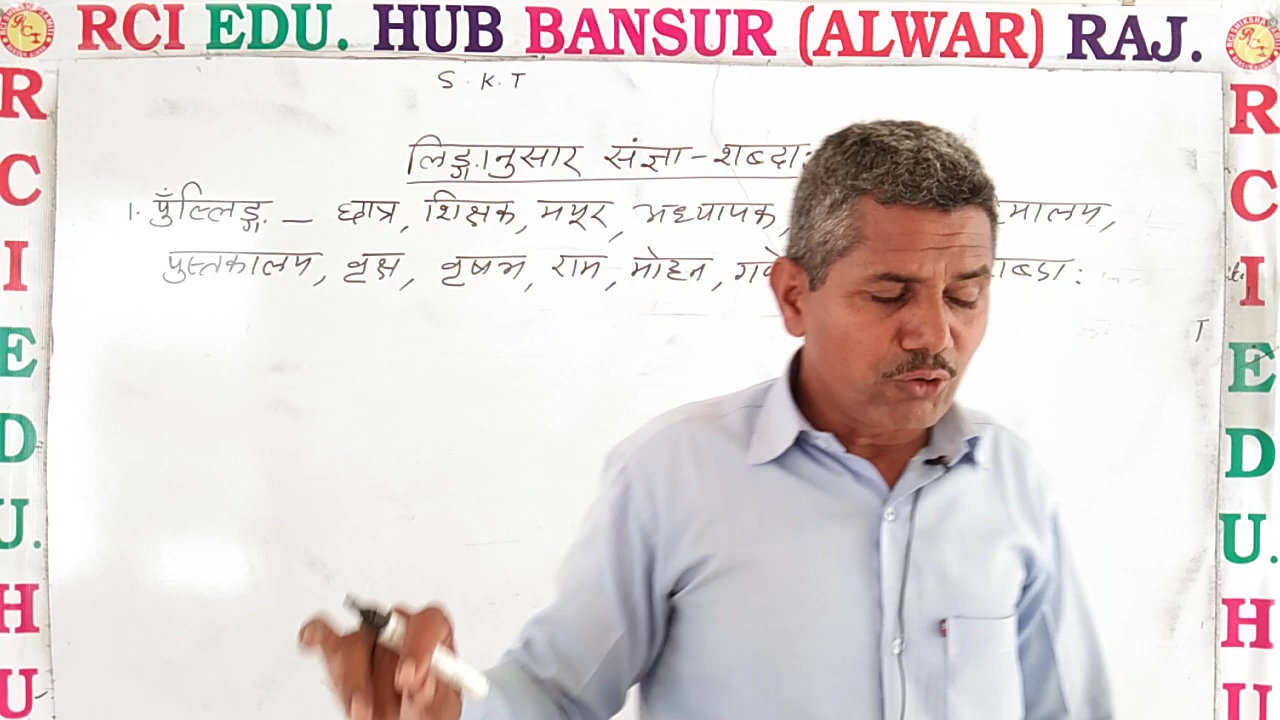 RCI EDU. HUB BANSUR (ALWAR) RAJ.
S.K.T
लिङ्गानुसार संज्ञा-शब्दाः
1. पुँल्लिङ्ग - छात्र, शिक्षक, मयूर, अध्यापक,
पुस्तकालय, वृक्ष, वृषभ, राम, मोहन,
R C I E D U. H U
R C I E D U. H U